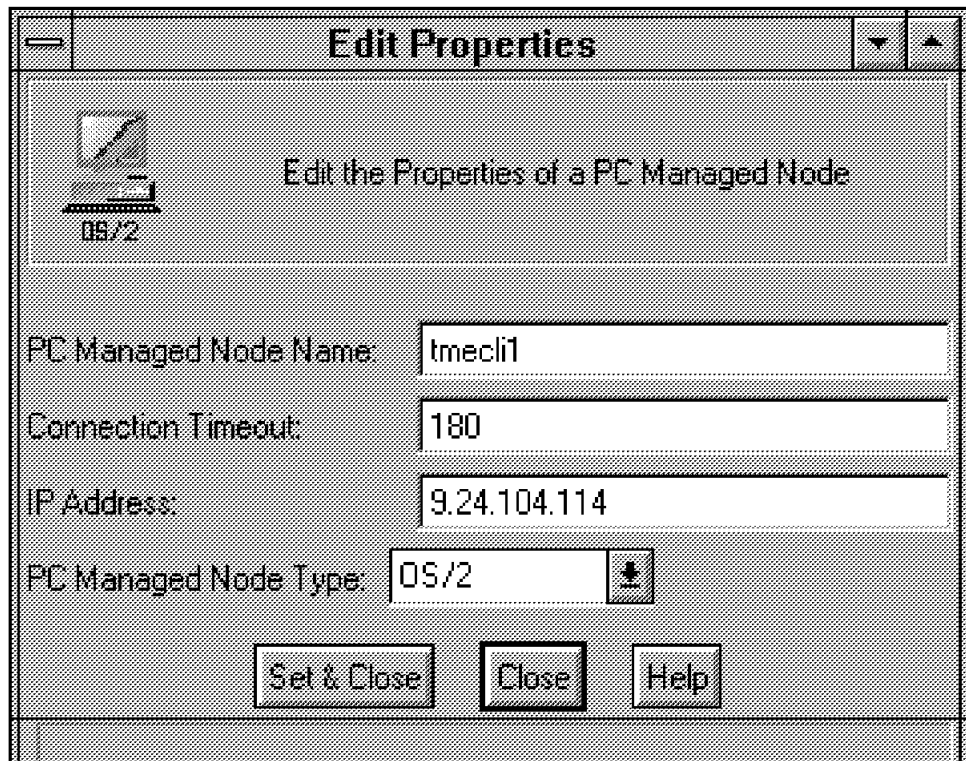 Edit Properties
OS/2
Edit the Properties of a PC Managed Node
PC Managed Node Name: tmecli1
Connection Timeout: 180
IP Address: 9.24.104.114
PC Managed Node Type: OS/2
Set & Close Close Help